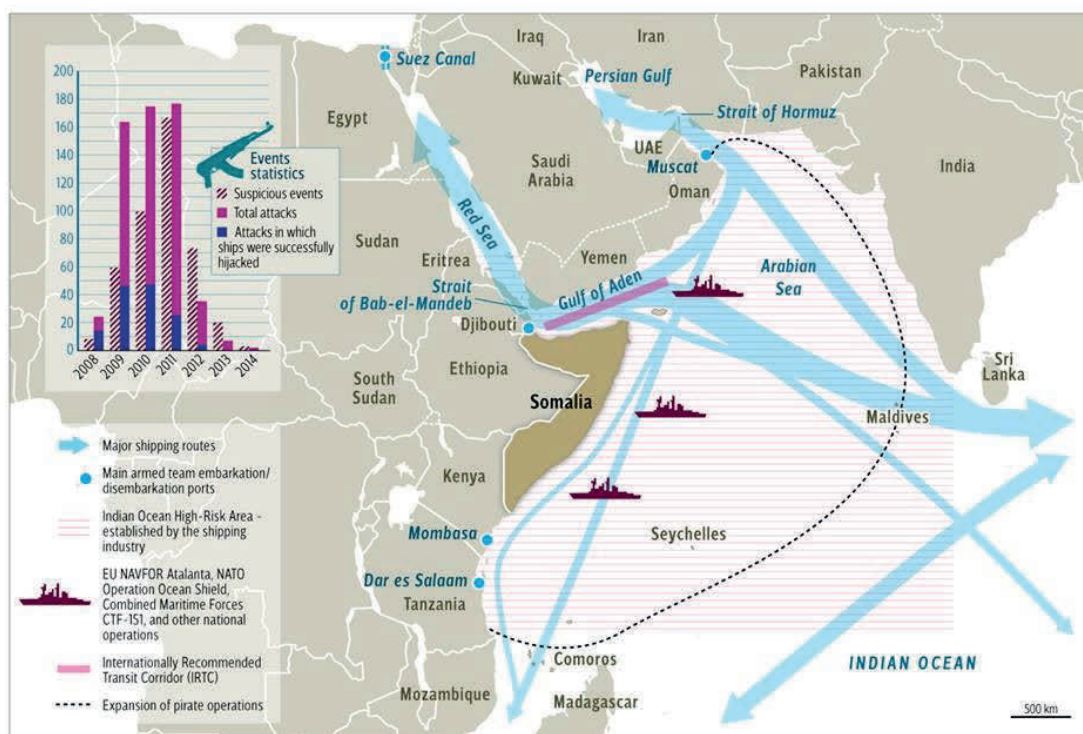 200
180
160
140
120
100
80
60
40
20
0
2008
2009
2010
2011
2012
2013
2014
Events
statistics
Suspicious events
Total attacks
Attacks in which
ships were successfully
hijacked
Suez Canal
Iraq
Iran
Kuwait
Persian Gulf
Pakistan
Strait of Hormuz
Egypt
UAE
Muscat
Saudi
Arabia
Oman
India
Red Sea
Sudan
Yemen
Eritrea
Arabian
Sea
Gulf of Aden
Strait
of Bab-el-Mandeb
Djibouti
Ethiopia
Sri
Lanka
South
Sudan
Somalia
Maldives
Kenya
Seychelles
Mombasa
Dar es Salaam
Tanzania
Comoros
INDIAN OCEAN
Mozambique
Madagascar
500 km
Major shipping routes
Main armed team embarkation/
disembarkation ports
Indian Ocean High-Risk Area -
established by the shipping
industry
EU NAVFOR Atalanta, NATO
Operation Ocean Shield,
Combined Maritime Forces
CTF-151, and other national
operations
Internationally Recommended
Transit Corridor (IRTC)
Expansion of pirate operations